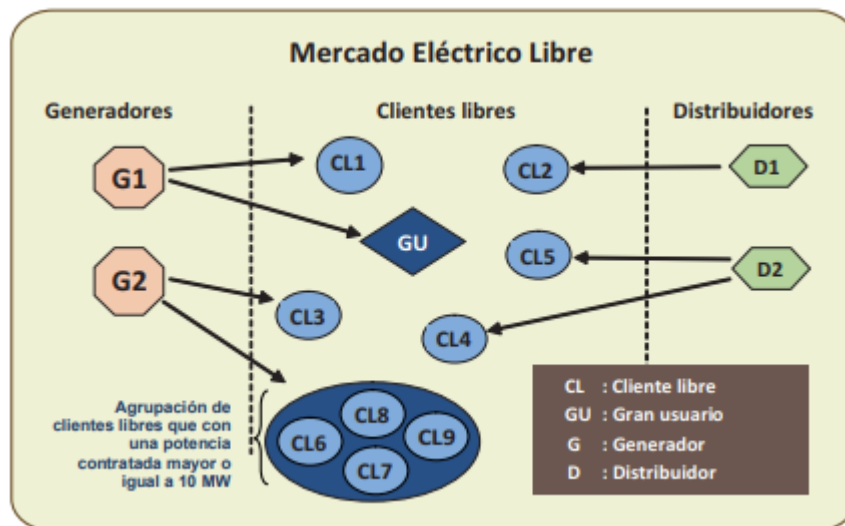 Mercado Eléctrico Libre
Generadores
Clientes libres
Distribuidores
G1
CL1
CL2
D1
GU
G2
CL5
D2
CL3
CL4
Agrupación de
clientes libres que con
una potencia
contratada mayor o
igual a 10 MW
CL8
CL6
CL9
CL7
CL : Cliente libre
GU : Gran usuario
G : Generador
D : Distribuidor